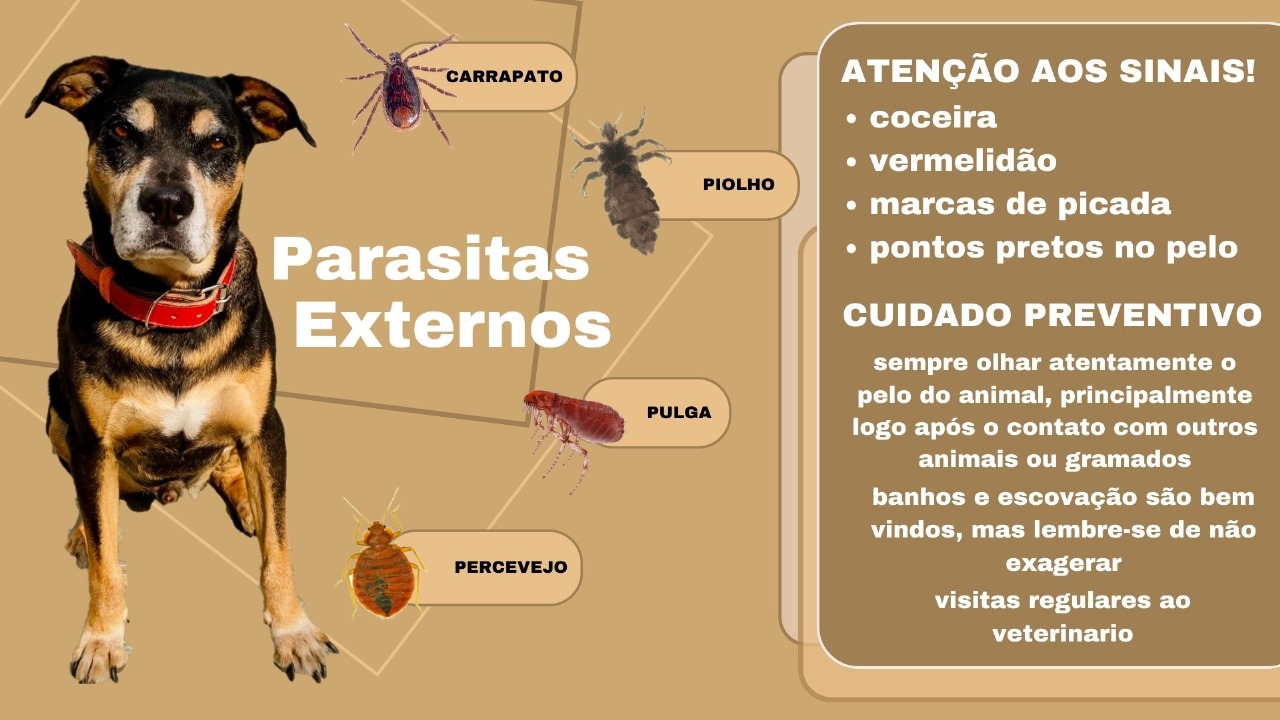 Parasitas
Externos
CARRAPATO
PIOLHO
PULGA
PERCEVEJO
ATENÇÃO AOS SINAIS!
• coceira
• vermelidão
• marcas de picada
• pontos pretos no pelo
CUIDADO PREVENTIVO
sempre olhar atentamente o
pelo do animal, principalmente
logo após o contato com outros
animais ou gramados
banhos e escovação são bem
vindos, mas lembre-se de não
exagerar
visitas regulares ao
veterinario